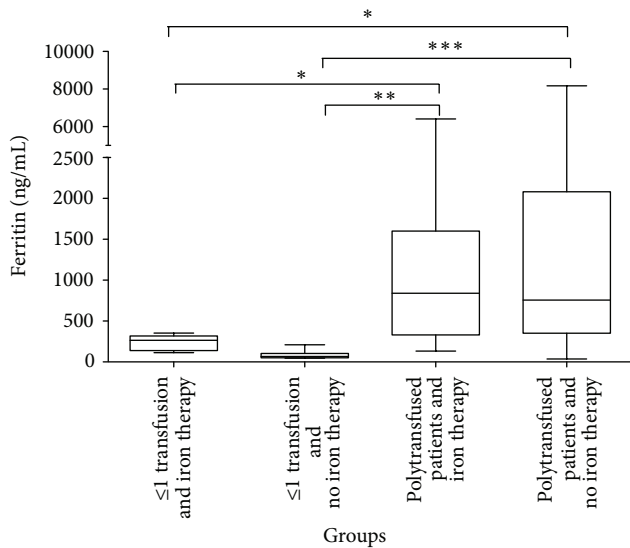 *
***
*
**
10000
8000
6000
2500
2000
1500
1000
500
0
Ferritin (ng/mL)
≤1 transfusion
and iron therapy
≤1 transfusion
and
no iron therapy
Polytransfused
patients and
iron therapy
Polytransfused
patients and
no iron therapy
Groups